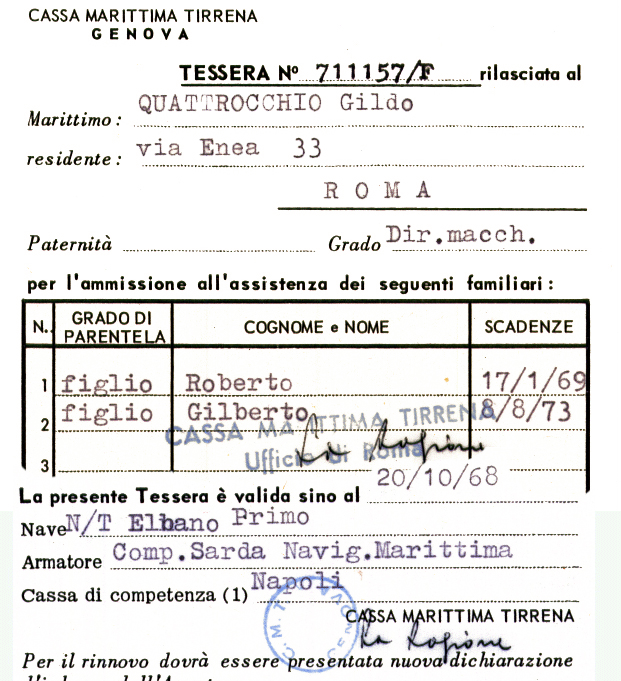 CASSA MARITTIMA TIRRENA
GENOVA
TESSERA Nº 711157/F rilasciata al
Marittimo: QUATTROCCHIO Gildo
residente: via Enea 33
ROMA
Paternità Grado Dir.macch.
per l'ammissione all'assistenza dei seguenti familiari:
N. GRADO DI PARENTELA COGNOME e NOME SCADENZE
1 figlio Roberto 17/1/69
2 figlio Gilberto 8/8/73
CASSA MARITTIMA TIRRENA
Ufficio di Roma
3
La presente Tessera è valida sino al 20/10/68
Nave N/T Elbano Primo
Armatore Comp.Sarda Navig.Marittima
Cassa di competenza (1) Napoli
CASSA MARITTIMA TIRRENA
Per il rinnovo dovrà essere presentata nuova dichiarazione